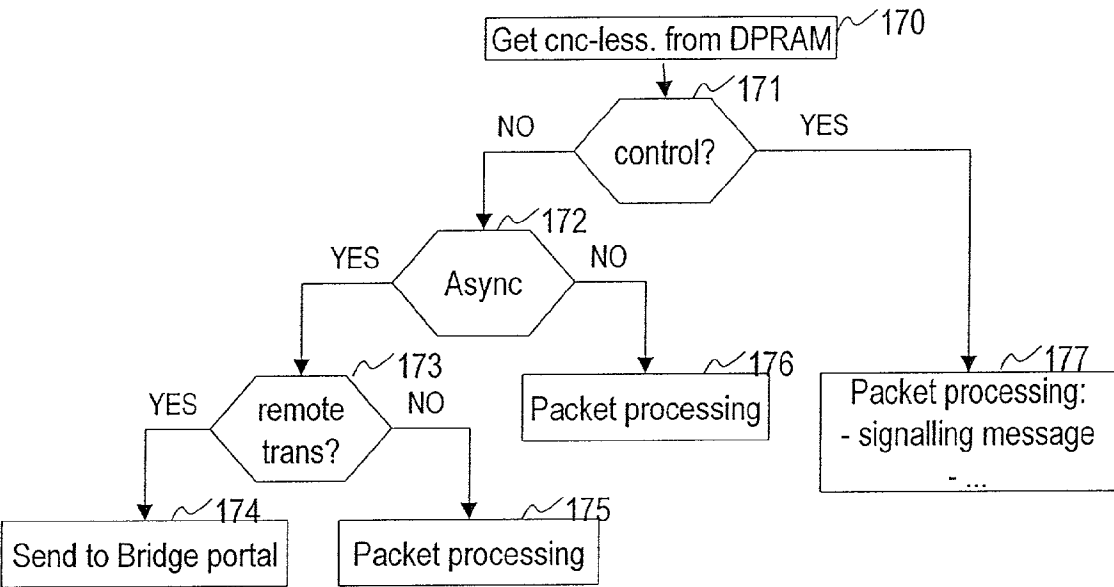 Get cnc-less. from DPRAM
170
171
NO
control?
YES
172
YES
Async
NO
173
YES
remote
trans?
NO
176
Packet processing
177
Packet processing:
- signalling message
- ...
174
Send to Bridge portal
175
Packet processing